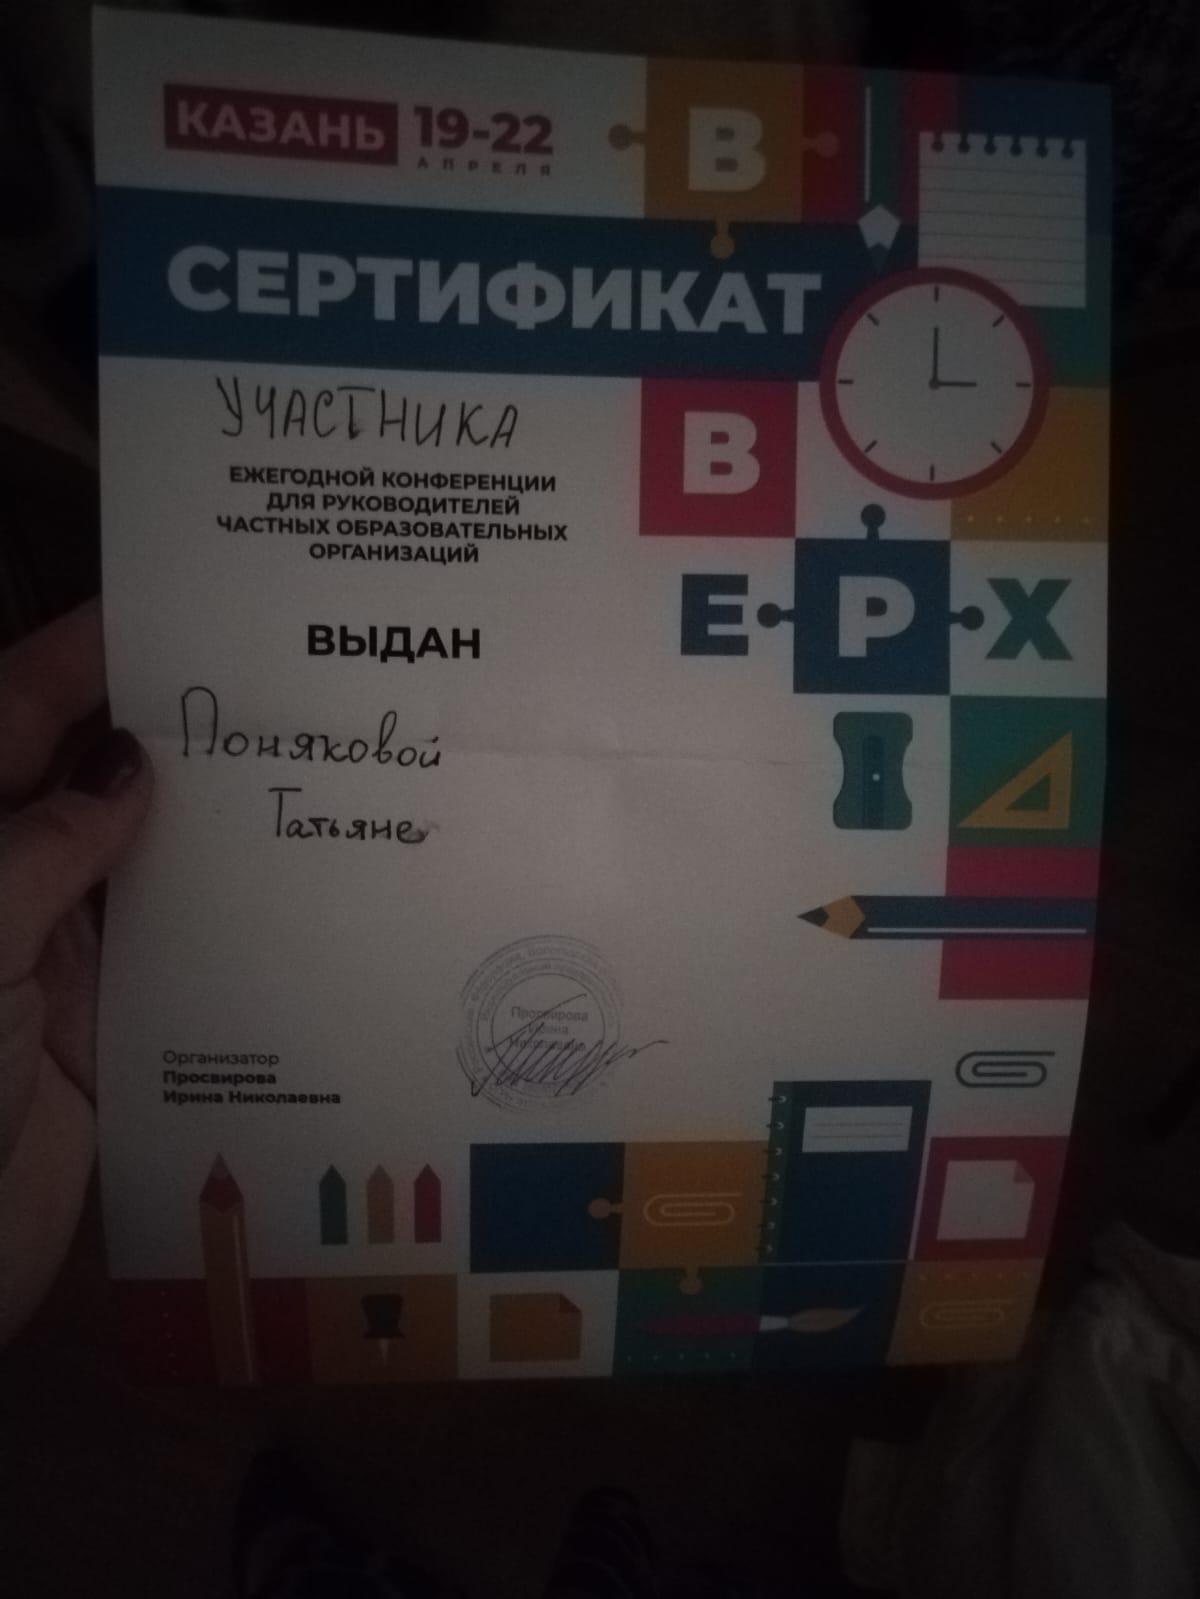 КАЗАНЬ 19-22
АПРЕЛЯ
В
СЕРТИФИКАТ
УЧАСТНИКА
ЕЖЕГОДНОЙ КОНФЕРЕНЦИИ
ДЛЯ РУКОВОДИТЕЛЕЙ
ЧАСТНЫХ ОБРАЗОВАТЕЛЬНЫХ
ОРГАНИЗАЦИЙ
В
ЕРХ
ВЫДАН
Поняковой
Татьяне
Просвирова
Ирина
Николаевна
Организатор
Просвирова
Ирина Николаевна